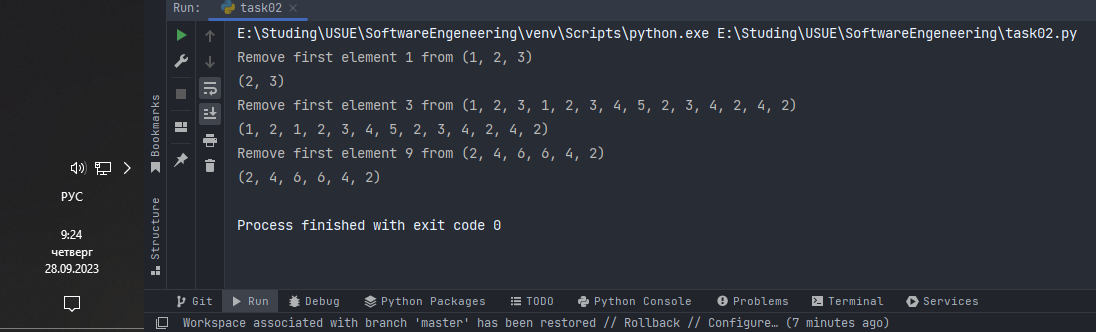 Run: task02
E:\Studing\USUE\SoftwareEngeneering\venv\Scripts\python.exe E:\Studing\USUE\SoftwareEngeneering\task02.py
Remove first element 1 from (1, 2, 3)
(2, 3)
Remove first element 3 from (1, 2, 3, 1, 2, 3, 4, 5, 2, 3, 4, 2, 4, 2)
(1, 2, 1, 2, 3, 4, 5, 2, 3, 4, 2, 4, 2)
Remove first element 9 from (2, 4, 6, 6, 4, 2)
(2, 4, 6, 6, 4, 2)
Process finished with exit code 0
Bookmarks
Structure
РУС
9:24
четверг
28.09.2023
Git Run Debug Python Packages TODO Python Console Problems Terminal Services
Workspace associated with branch 'master' has been restored // Rollback // Configure… (7 minutes ago)